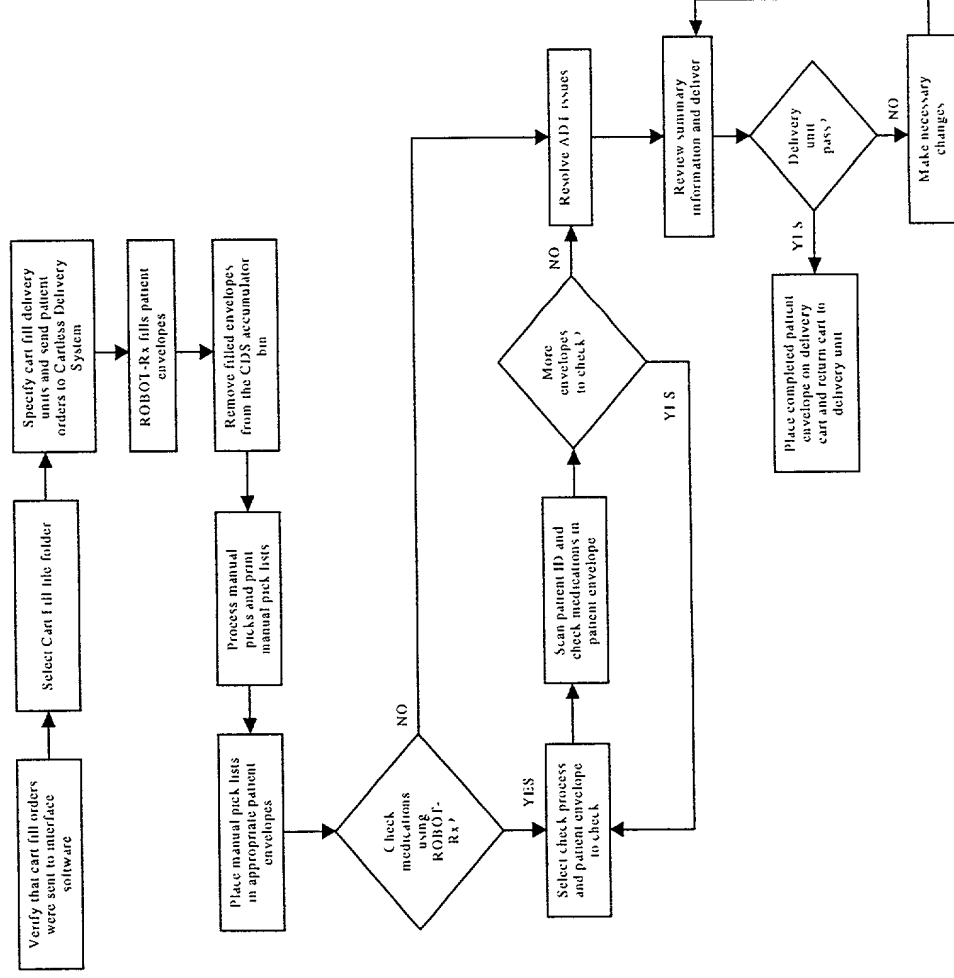 Verify that cart fill orders
were sent to interface
software
Select Cart Fill file folder
Specify cart fill delivery
units and send patient
orders to Cartless Delivery
System
ROBOT-Rx fills patient
envelopes
Remove filled envelopes
from the CDS accumulator
bin
Process manual
picks and print
manual pick lists
Place manual pick lists
in appropriate patient
envelopes
Check
medications
using
ROBOT-
Rx?
NO
YES
Select check process
and patient envelope
to check
Scan patient ID and
check medications in
patient envelope
More
envelopes
to check?
NO
YES
Resolve ADT issues
Review summary
information and deliver
Delivery
unit
pass?
YES
NO
Place completed patient
envelope on delivery
cart and return cart to
delivery unit
Make necessary
changes